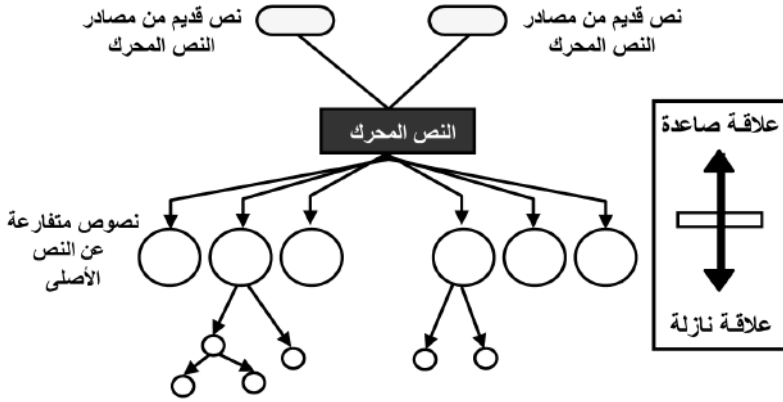 نص قديم من مصادر
النص المحرك
نص قديم من مصادر
النص المحرك
النص المحرك
علاقة صاعدة
نصوص متفارعة
عن النص
الأصلى
علاقة نازلة